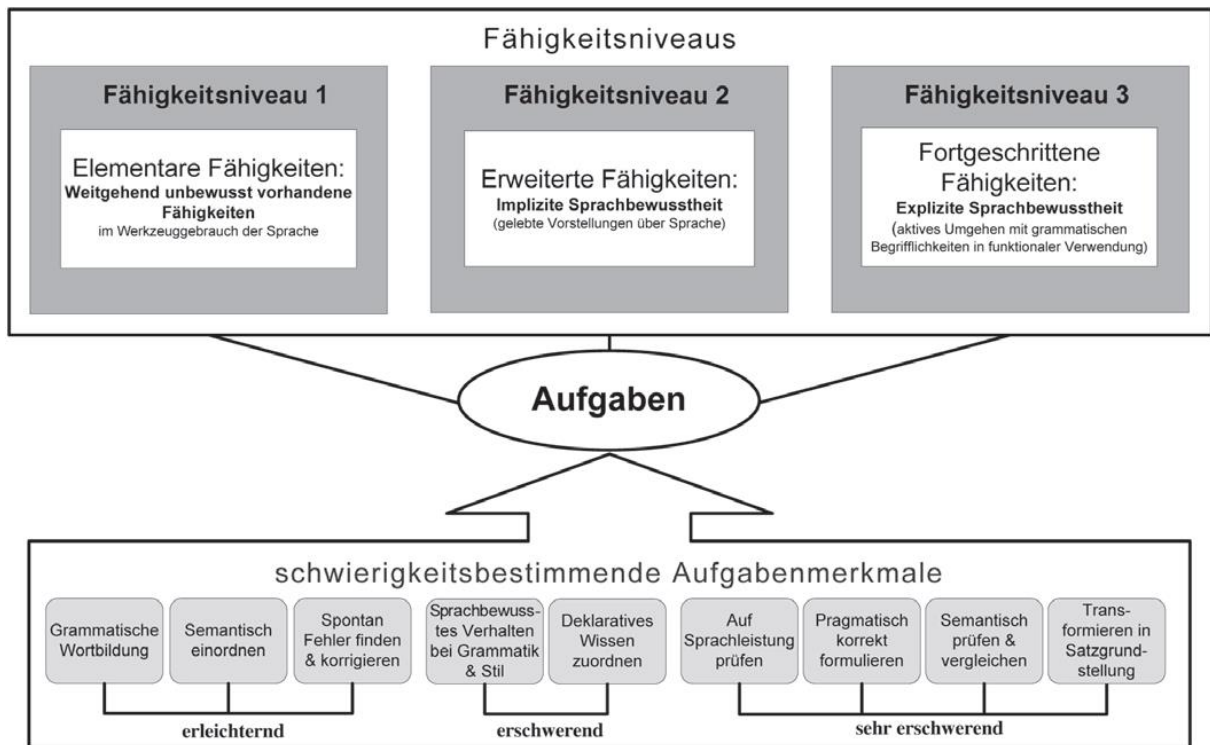 Fähigkeitsniveaus
Fähigkeitsniveau 1
Elementare Fähigkeiten:
Weitgehend unbewusst vorhandene
Fähigkeiten
im Werkzeuggebrauch der Sprache
Fähigkeitsniveau 2
Erweiterte Fähigkeiten:
Implizite Sprachbewusstheit
(gelebte Vorstellungen über Sprache)
Fähigkeitsniveau 3
Fortgeschrittene
Fähigkeiten:
Explizite Sprachbewusstheit
(aktives Umgehen mit grammatischen
Begrifflichkeiten in funktionaler Verwendung)
Aufgaben
schwierigkeitsbestimmende Aufgabenmerkmale
Grammatische
Wortbildung
Semantisch
einordnen
Spontan
Fehler finden
& korrigieren
erleichternd
Sprachbewuss-
tes Verhalten
bei Grammatik
& Stil
Deklaratives
Wissen
zuordnen
erschwerend
Auf
Sprachleistung
prüfen
Pragmatisch
korrekt
formulieren
Semantisch
prüfen &
vergleichen
Trans-
formieren in
Satzgrund-
stellung
sehr erschwerend